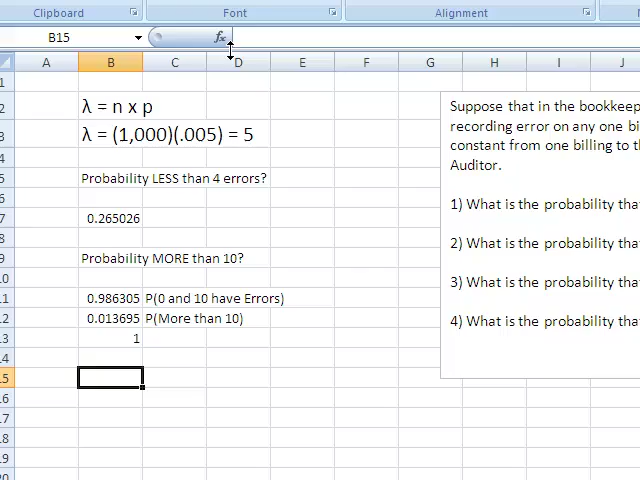 Clipboard Font Alignment
B15 fx
A B C D E F G H I J
1
2 λ = n x p
3 λ = (1,000)(.005) = 5
4
5 Probability LESS than 4 errors?
6
7 0.265026
8
9 Probability MORE than 10?
10
11 0.986305 P(0 and 10 have Errors)
12 0.013695 P(More than 10)
13 1
14
15
16
17
18
19
20
Suppose that in the bookkeep
recording error on any one bi
constant from one billing to th
Auditor.
1) What is the probability tha
2) What is the probability tha
3) What is the probability tha
4) What is the probability tha